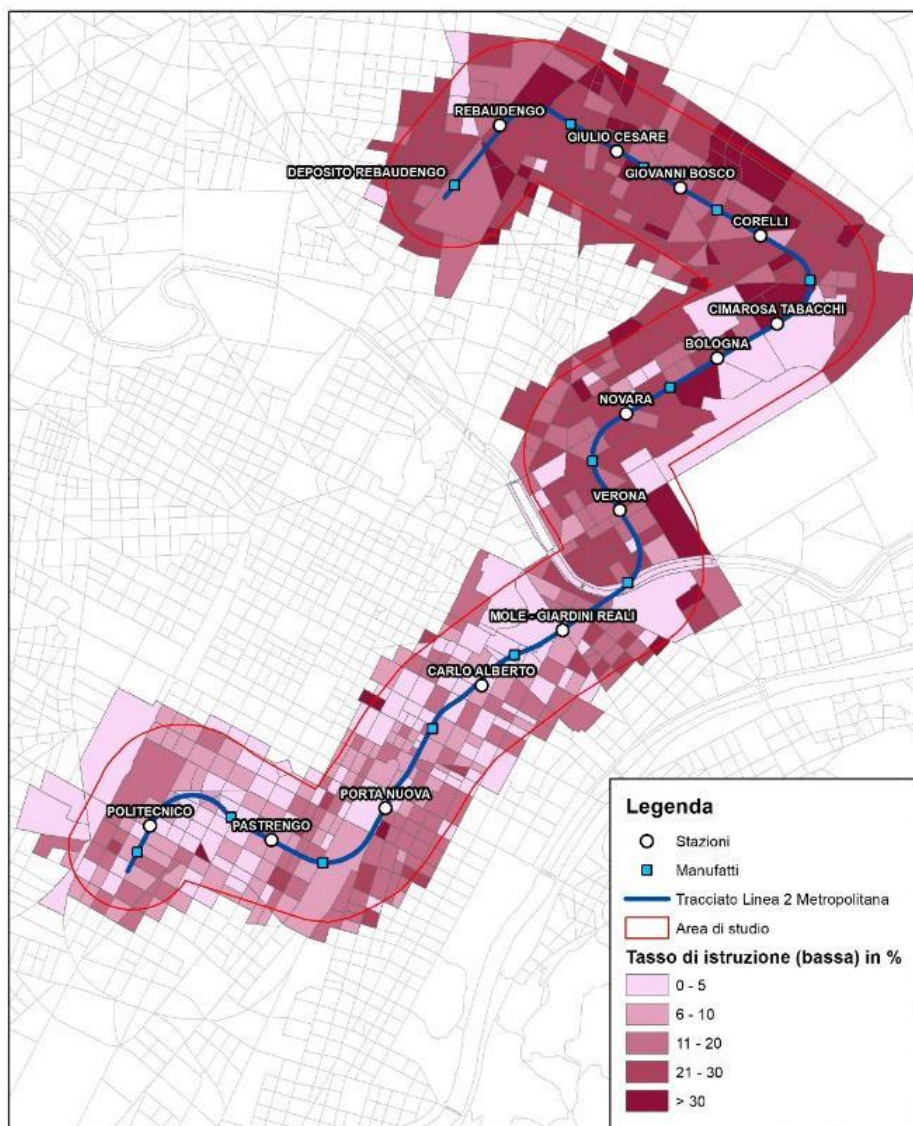 REBAUDENGO
GIULIO CESARE
DEPOSITO REBAUDENGO
GIOVANNI BOSCO
CORELLI
CIMAROSA TABACCHI
BOLOGNA
NOVARA
VERONA
MOLE - GIARDINI REALI
CARLO ALBERTO
PORTA NUOVA
POLITECNICO
PASTRENGO
Legenda
Stazioni
Manufatti
Tracciato Linea 2 Metropolitana
Area di studio
Tasso di istruzione (bassa) in %
0 - 5
6 - 10
11 - 20
21 - 30
> 30